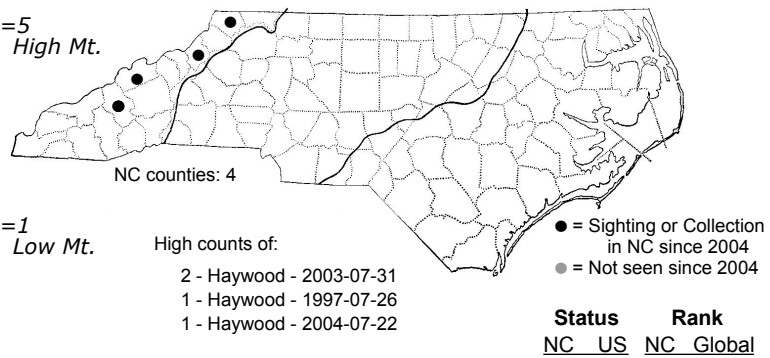 =5
High Mt.
NC counties: 4
=1
Low Mt.
High counts of:
2 - Haywood - 2003-07-31
1 - Haywood - 1997-07-26
1 - Haywood - 2004-07-22
● = Sighting or Collection
in NC since 2004
● = Not seen since 2004
Status Rank
NC US NC Global